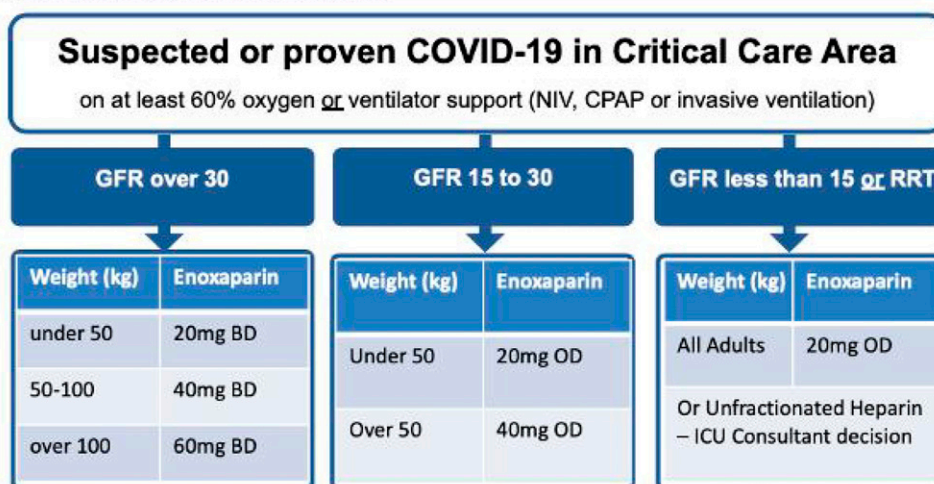 Suspected or proven COVID-19 in Critical Care Area
on at least 60% oxygen or ventilator support (NIV, CPAP or invasive ventilation)
GFR over 30
Weight (kg) Enoxaparin
under 50 20mg BD
50-100 40mg BD
over 100 60mg BD
GFR 15 to 30
Weight (kg) Enoxaparin
Under 50 20mg OD
Over 50 40mg OD
GFR less than 15 or RRT
Weight (kg) Enoxaparin
All Adults 20mg OD
Or Unfractionated Heparin
– ICU Consultant decision